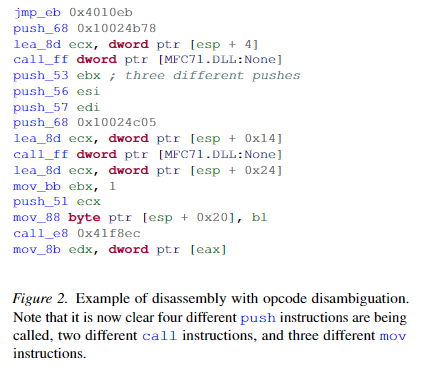 jmp_eb 0x4010eb
push_68 0x10024b78
lea_8d ecx, dword ptr [esp + 4]
call_ff dword ptr [MFC71.DLL:None]
push_53 ebx ; three different pushes
push_56 esi
push_57 edi
push_68 0x10024c05
lea_8d ecx, dword ptr [esp + 0x14]
call_ff dword ptr [MFC71.DLL:None]
lea_8d ecx, dword ptr [esp + 0x24]
mov_bb ebx, 1
push_51 ecx
mov_88 byte ptr [esp + 0x20], bl
call_e8 0x41f8ec
mov_8b edx, dword ptr [eax]
Figure 2. Example of disassembly with opcode disambiguation.
Note that it is now clear four different push instructions are being
called, two different call instructions, and three different mov
instructions.